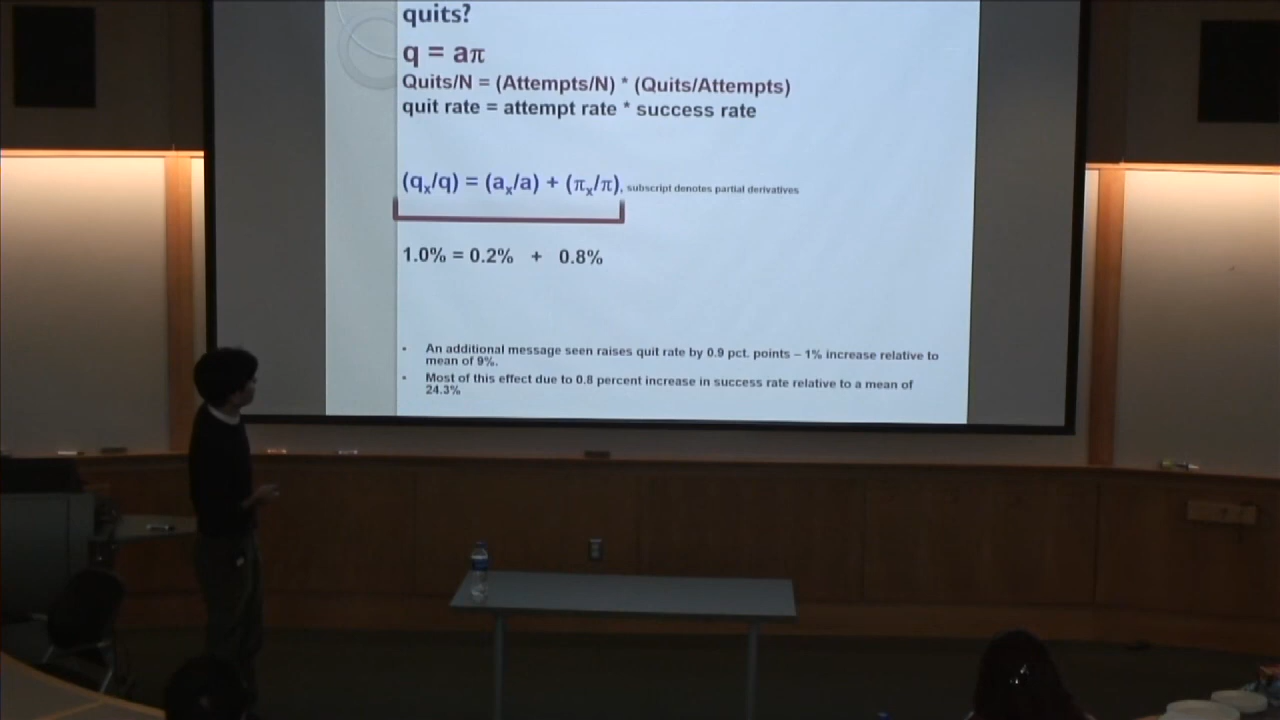 quits?
q = aπ
Quits/N = (Attempts/N) * (Quits/Attempts)
quit rate = attempt rate * success rate
(qx/q) = (ax/a) + (πx/π), subscript denotes partial derivatives
1.0% = 0.2% + 0.8%
• An additional message seen raises quit rate by 0.9 pct. points – 1% increase relative to
mean of 9%.
• Most of this effect due to 0.8 percent increase in success rate relative to a mean of
24.3%